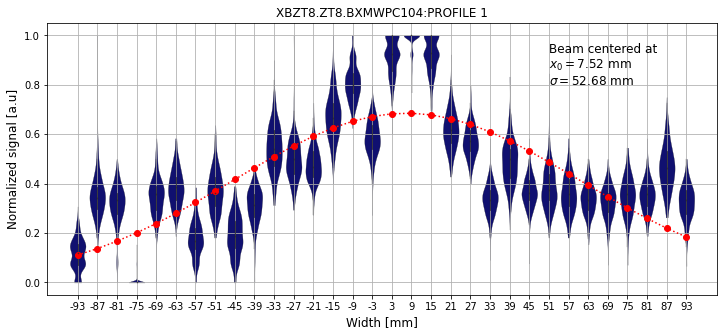 XBZT8.ZT8.BXMWPC104:PROFILE 1
Normalized signal [a.u]
1.0
0.8
0.6
0.4
0.2
0.0
Beam centered at
x₀ = 7.52 mm
σ = 52.68 mm
-93 -87 -81 -75 -69 -63 -57 -51 -45 -39 -33 -27 -21 -15 -9 -3 3 9 15 21 27 33 39 45 51 57 63 69 75 81 87 93
Width [mm]